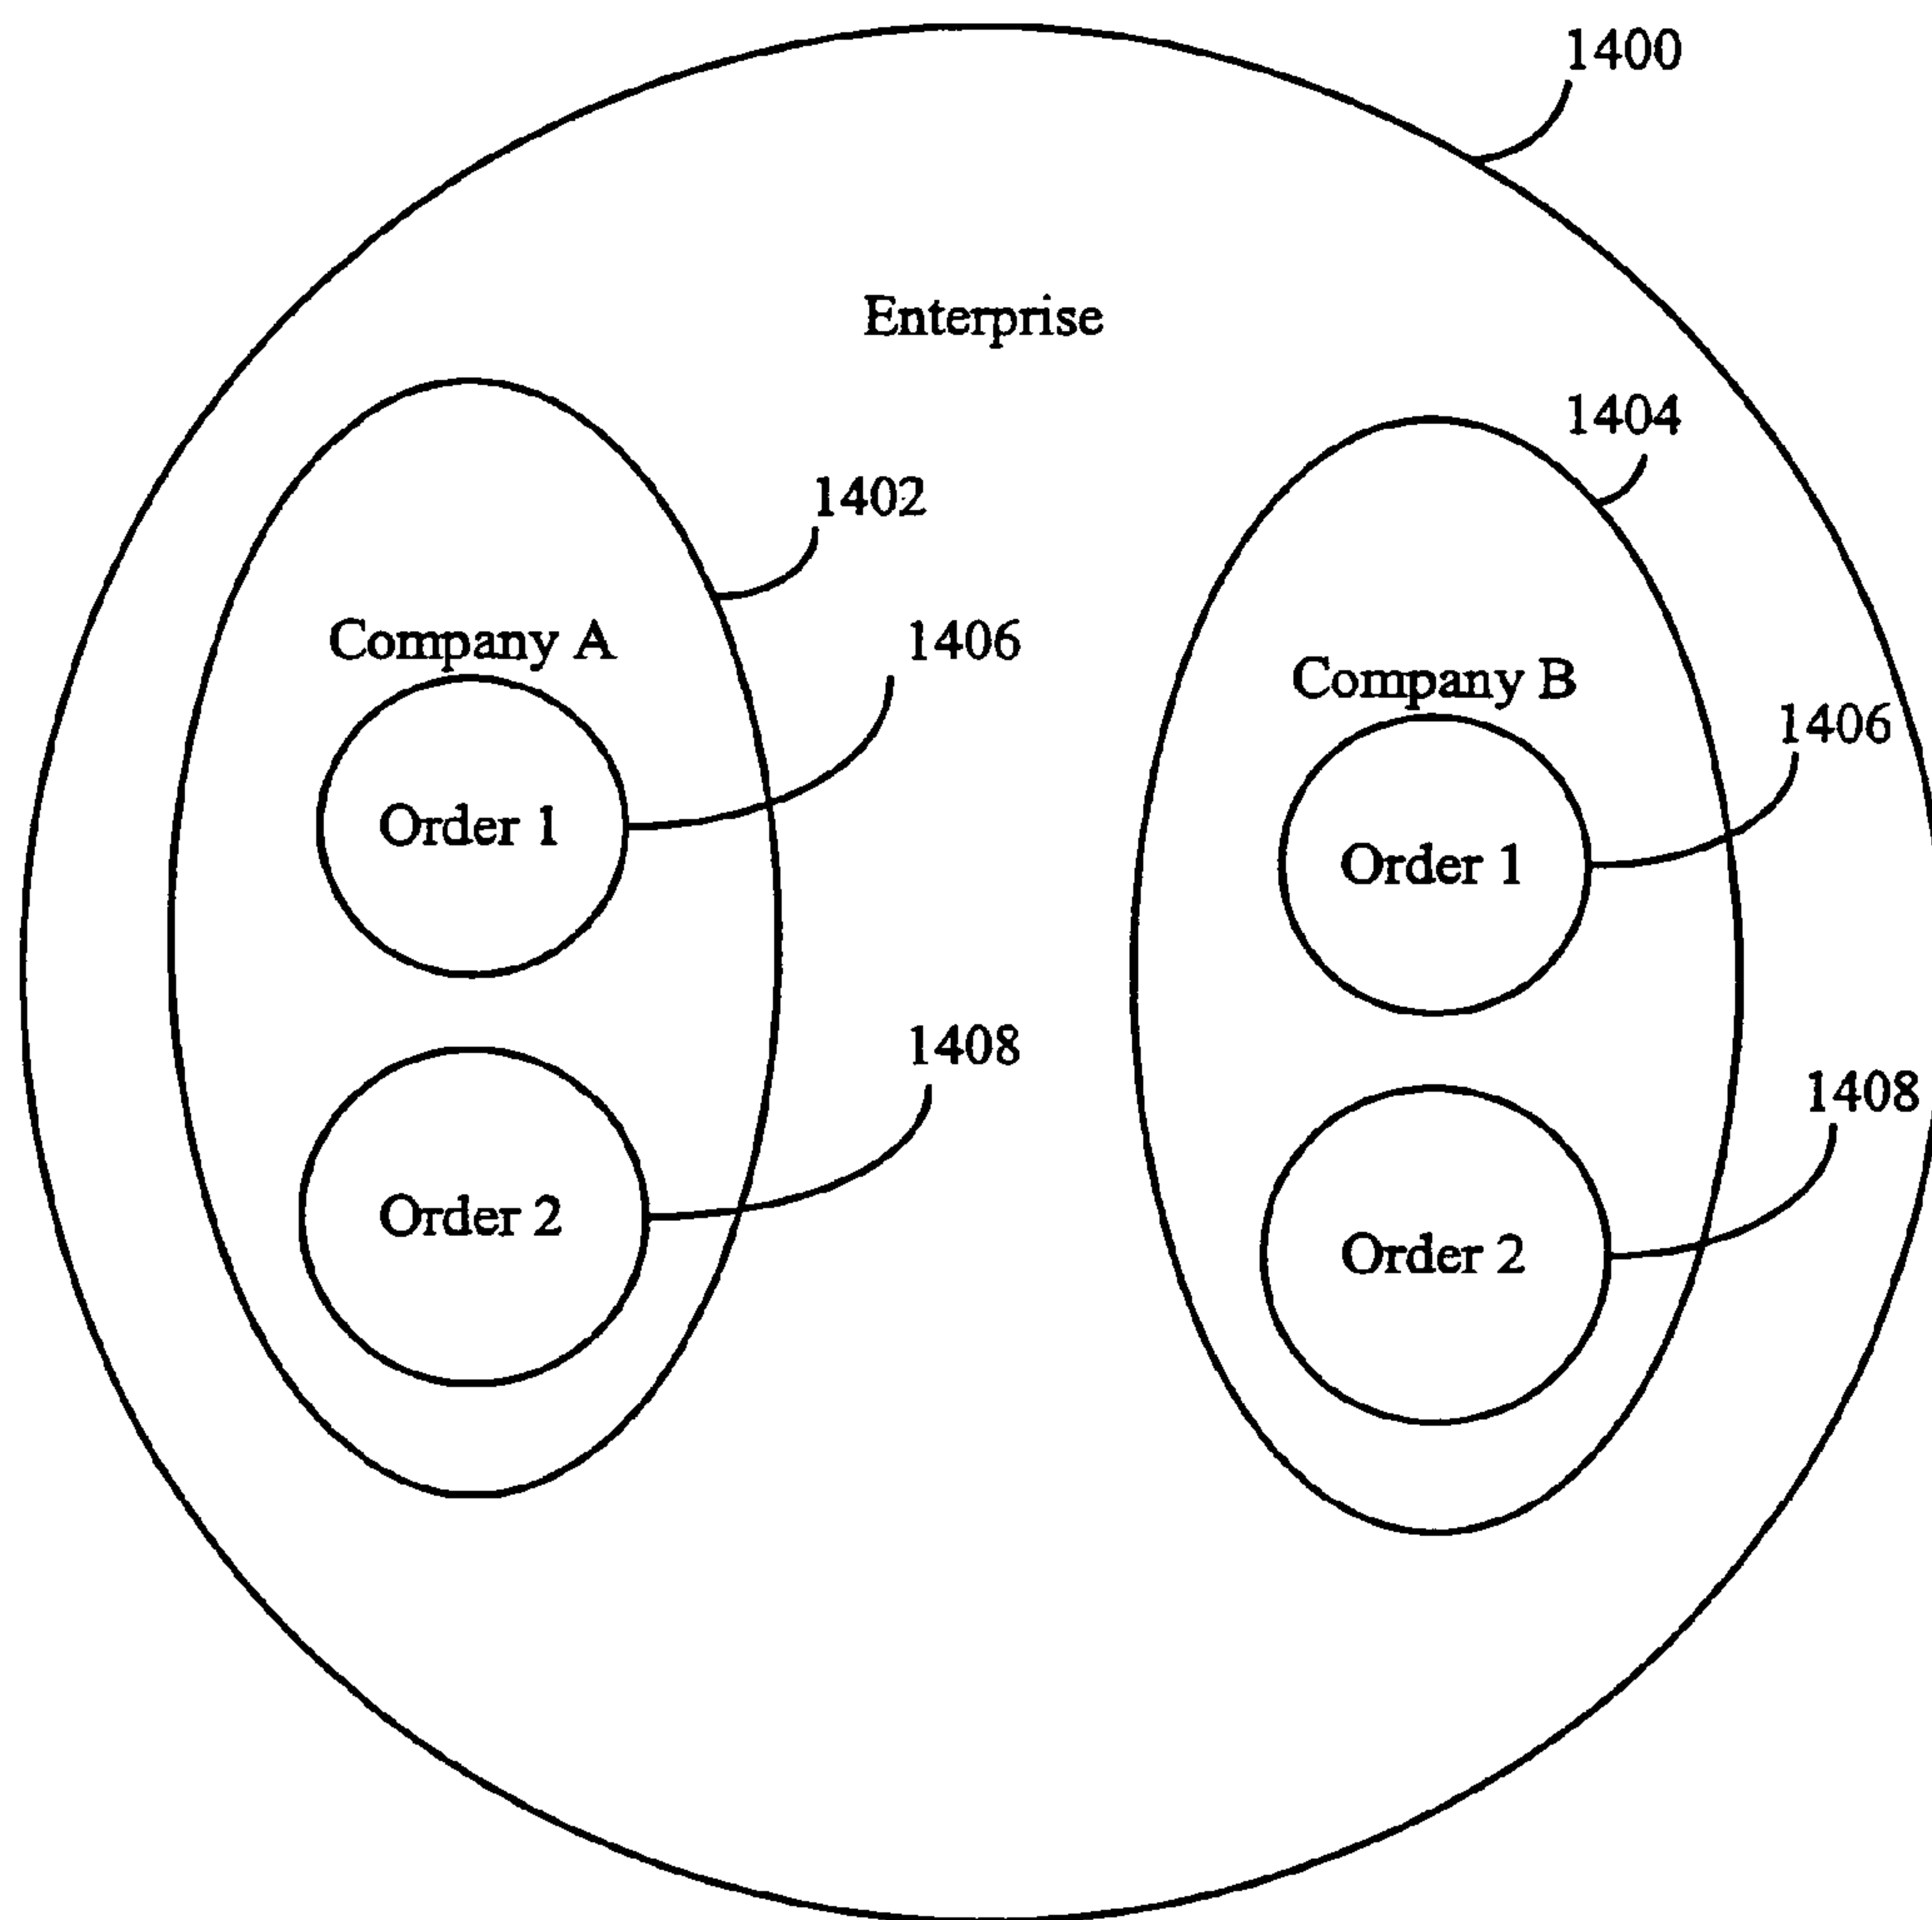 1400
Enterprise
1404
1402
Company A
1406
Company B
1406
Order 1
Order 1
1408
1408
Order 2
Order 2